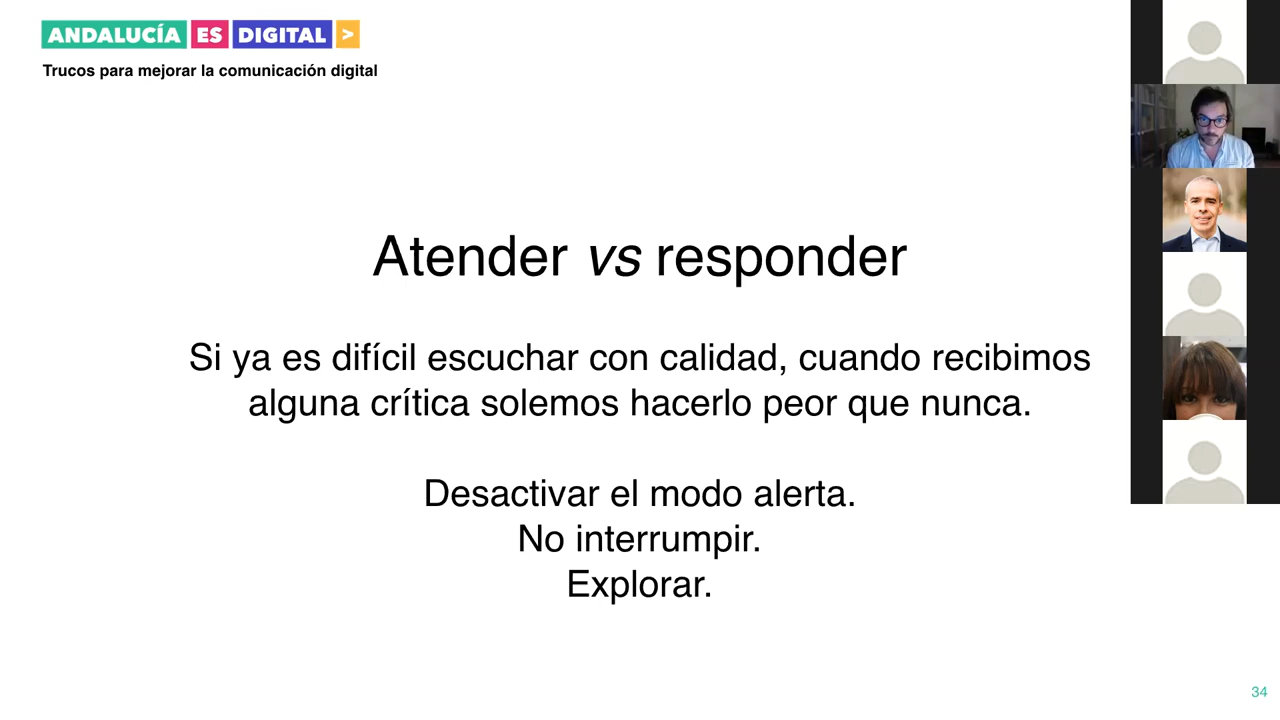 ANDALUCÍA ES DIGITAL >
Trucos para mejorar la comunicación digital
Atender vs responder
Si ya es difícil escuchar con calidad, cuando recibimos
alguna crítica solemos hacerlo peor que nunca.
Desactivar el modo alerta.
No interrumpir.
Explorar.
34